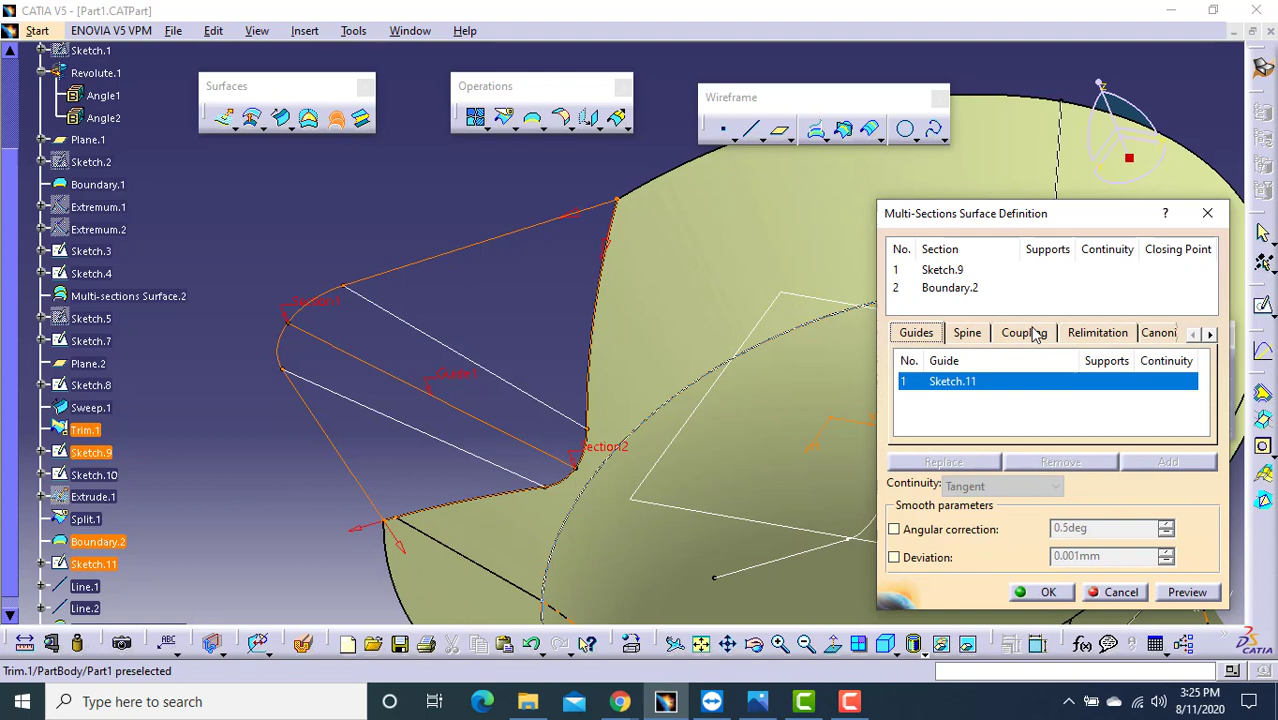 CATIA V5 - [Part1.CATPart]
Start ENOVIA V5 VPM File Edit View Insert Tools Window Help
Sketch.1
Revolute.1
Angle1
Angle2
Plane.1
Sketch.2
Boundary.1
Extremum.1
Extremum.2
Sketch.3
Sketch.4
Multi-sections Surface.2
Sketch.5
Sketch.7
Plane.2
Sketch.8
Sweep.1
Trim.1
Sketch.9
Sketch.10
Extrude.1
Split.1
Boundary.2
Sketch.11
Line.1
Line.2
Surfaces
Operations
Wireframe
Z
Section1
Guide1
Section2
Multi-Sections Surface Definition
No. Section Supports Continuity Closing Point
1 Sketch.9
2 Boundary.2
Guides Spine Coupling Relimitation Canoni
No. Guide Supports Continuity
1 Sketch.11
Replace Remove Add
Continuity: Tangent
Smooth parameters
Angular correction: 0.5deg
Deviation: 0.001mm
OK Cancel Preview
ABC
f(x)
CATIA
Trim.1/PartBody/Part1 preselected
Type here to search
3:25 PM
8/11/2020